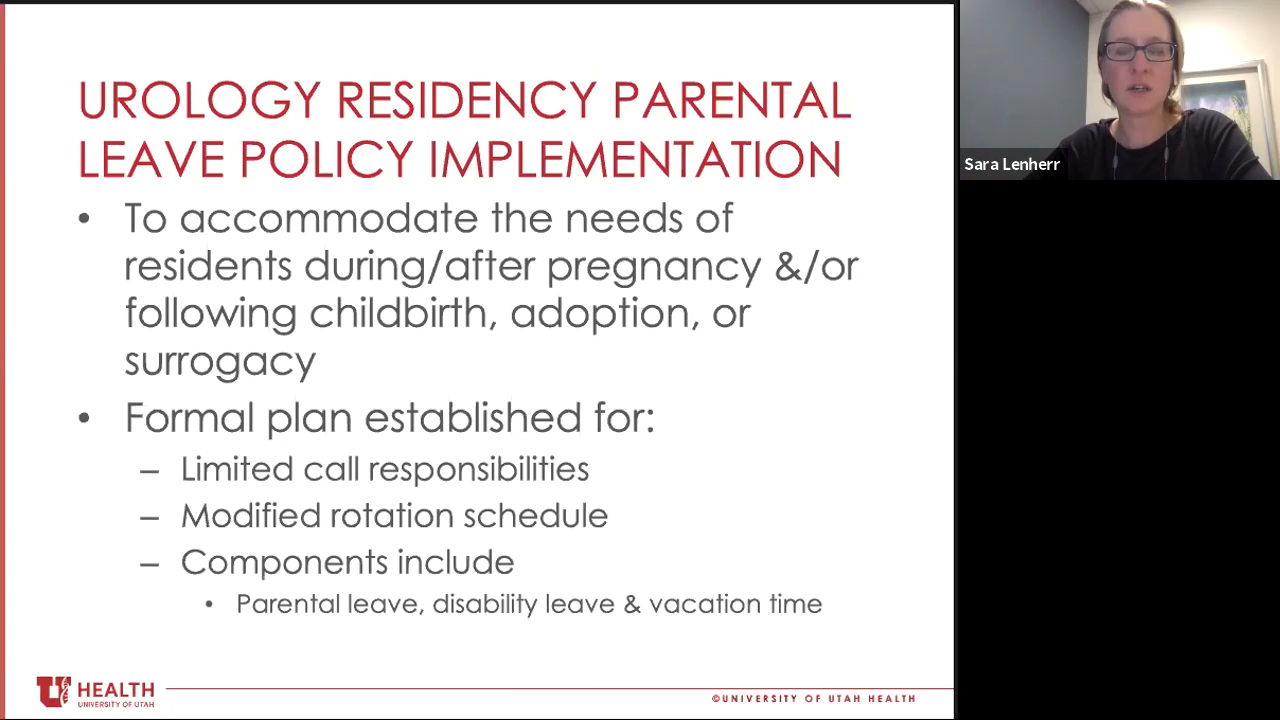 UROLOGY RESIDENCY PARENTAL
LEAVE POLICY IMPLEMENTATION
• To accommodate the needs of
residents during/after pregnancy &/or
following childbirth, adoption, or
surrogacy
• Formal plan established for:
– Limited call responsibilities
– Modified rotation schedule
– Components include
• Parental leave, disability leave & vacation time
U HEALTH
UNIVERSITY OF UTAH
©UNIVERSITY OF UTAH HEALTH
Sara Lenherr